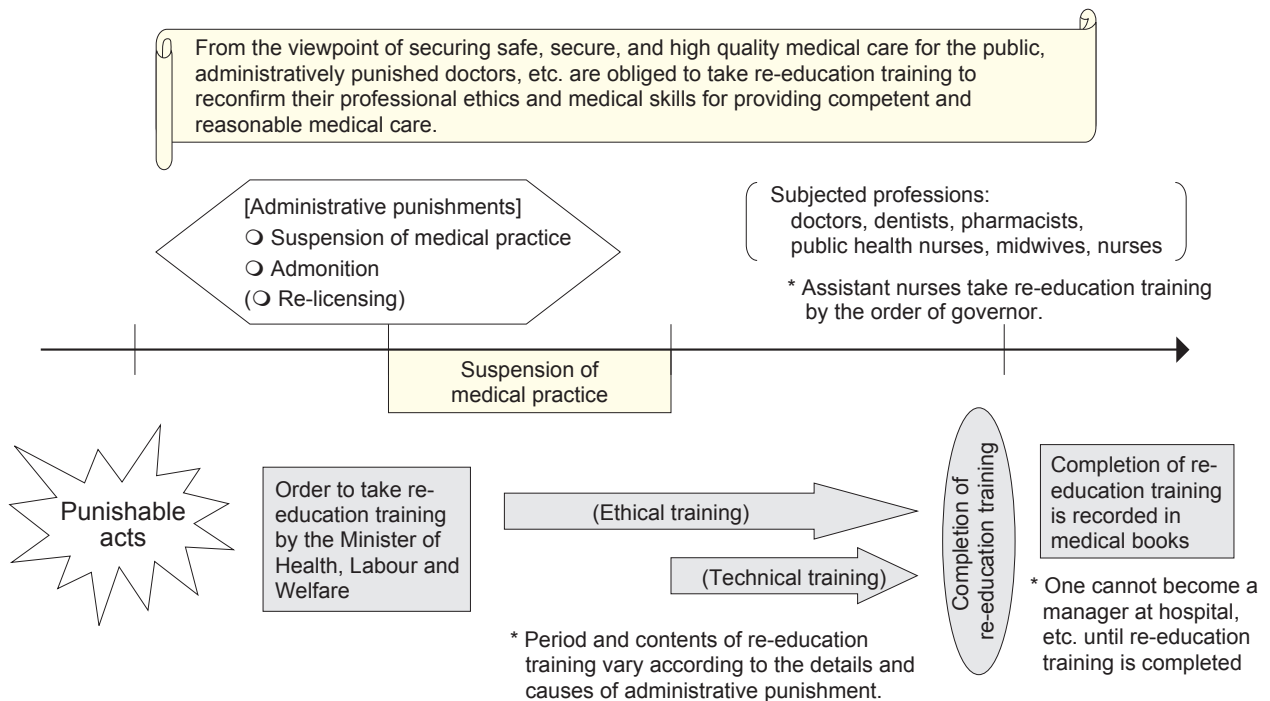 From the viewpoint of securing safe, secure, and high quality medical care for the public,
administratively punished doctors, etc. are obliged to take re-education training to
reconfirm their professional ethics and medical skills for providing competent and
reasonable medical care.
[Administrative punishments]
❍ Suspension of medical practice
❍ Admonition
(❍ Re-licensing)
Subjected professions:
doctors, dentists, pharmacists,
public health nurses, midwives, nurses
* Assistant nurses take re-education training
by the order of governor.
Suspension of
medical practice
Punishable
acts
Order to take re-
education training
by the Minister of
Health, Labour and
Welfare
(Ethical training)
(Technical training)
* Period and contents of re-education
training vary according to the details and
causes of administrative punishment.
Completion of
re-education training
Completion of re-
education training
is recorded in
medical books
* One cannot become a
manager at hospital,
etc. until re-education
training is completed